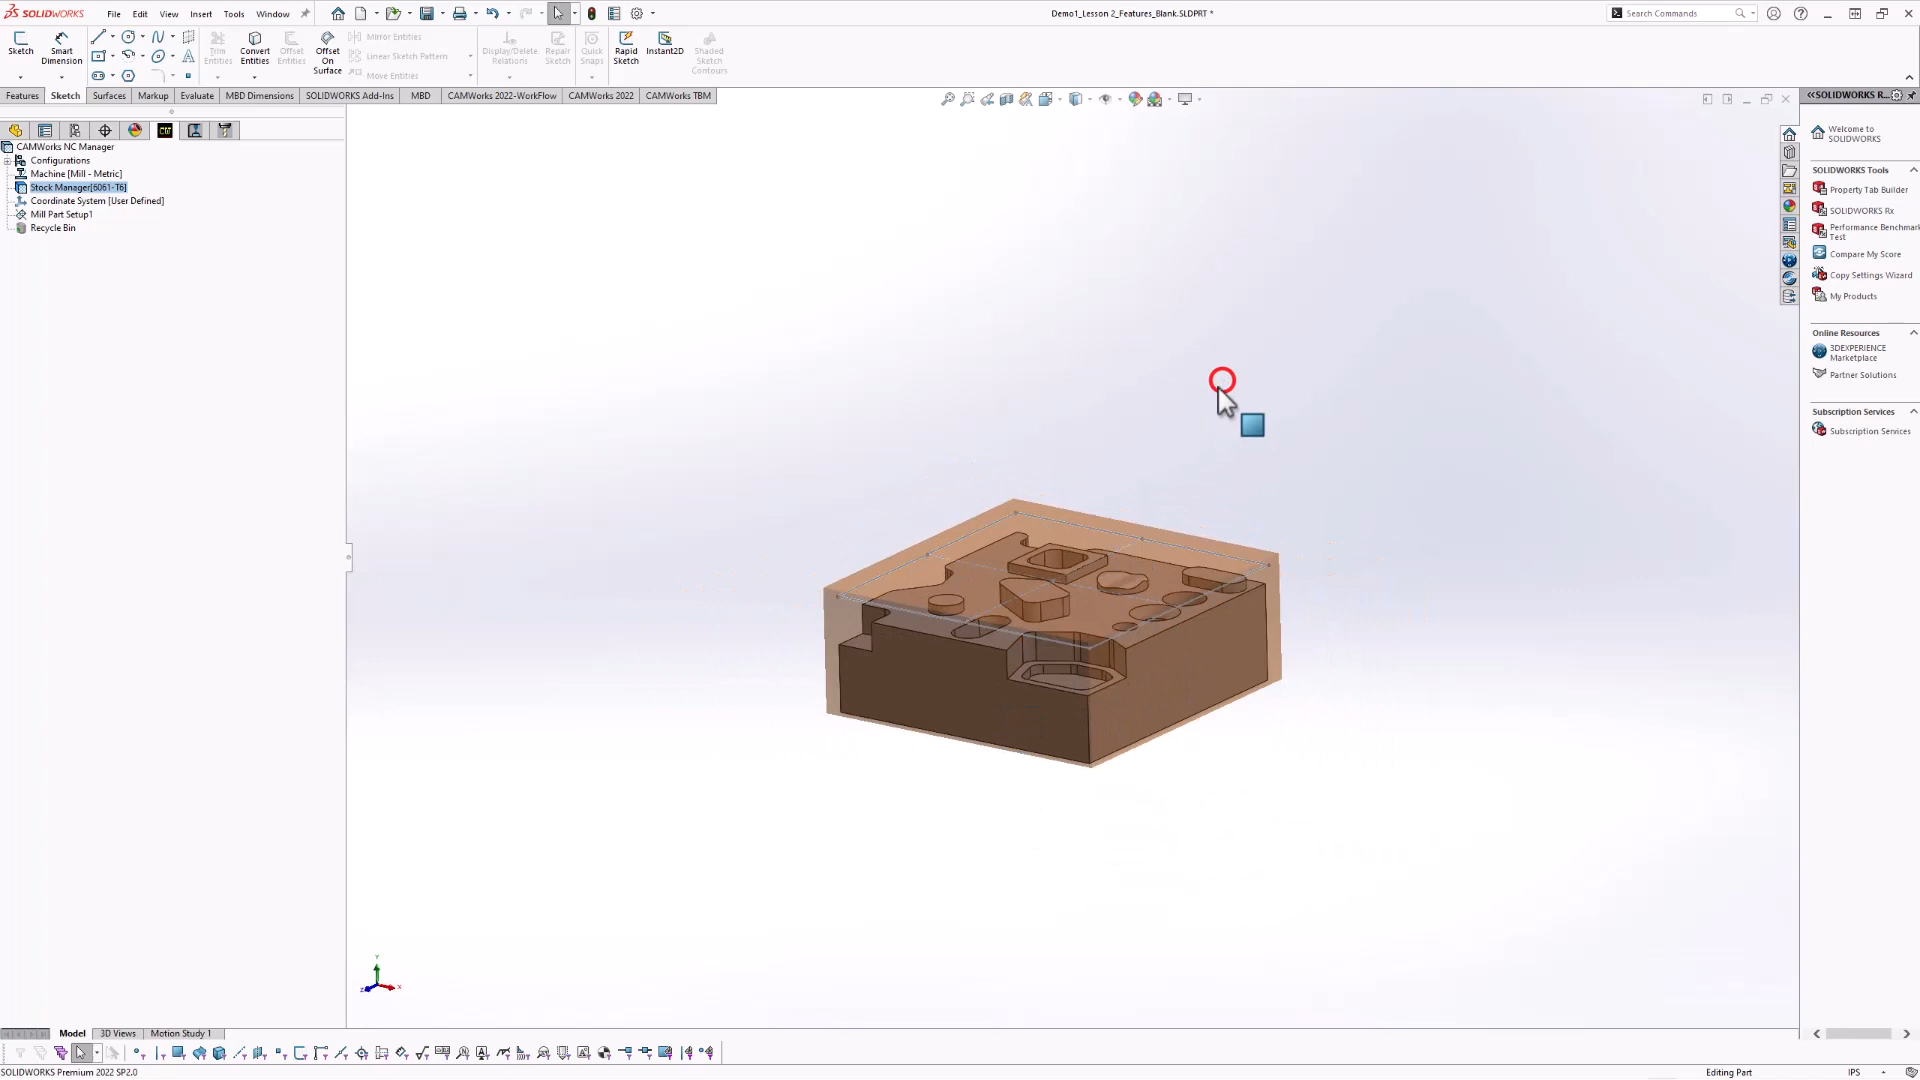 SOLIDWORKS File Edit View Insert Tools Window Demo1_Lesson 2_Features_Blank.SLDPRT * Search Commands
Sketch Smart Dimension Trim Entities Convert Entities Offset Entities Offset On Surface Mirror Entities Linear Sketch Pattern Move Entities Display/Delete Relations Repair Sketch Quick Snaps Rapid Sketch Instant2D Shaded Sketch Contours
Features Sketch Surfaces Markup Evaluate MBD Dimensions SOLIDWORKS Add-Ins MBD CAMWorks 2022-WorkFlow CAMWorks 2022 CAMWorks TBM
CAMWorks NC Manager
Configurations
Machine [Mill - Metric]
Stock Manager[6061-T6]
Coordinate System [User Defined]
Mill Part Setup1
Recycle Bin
SOLIDWORKS R...
Welcome to
SOLIDWORKS
SOLIDWORKS Tools
Property Tab Builder
SOLIDWORKS Rx
Performance Benchmark
Test
Compare My Score
Copy Settings Wizard
My Products
Online Resources
3DEXPERIENCE
Marketplace
Partner Solutions
Subscription Services
Subscription Services
Y
Z X
Model 3D Views Motion Study 1
SOLIDWORKS Premium 2022 SP2.0 Editing Part IPS